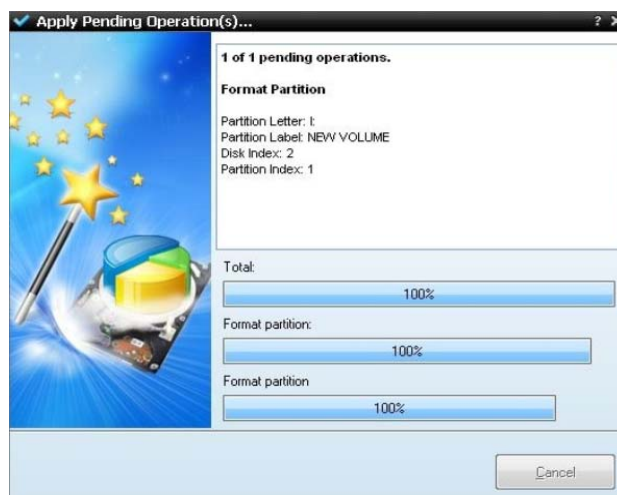 Apply Pending Operation(s)...
? X
1 of 1 pending operations.
Format Partition
Partition Letter: I:
Partition Label: NEW VOLUME
Disk Index: 2
Partition Index: 1
Total:
100%
Format partition:
100%
Format partition
100%
Cancel